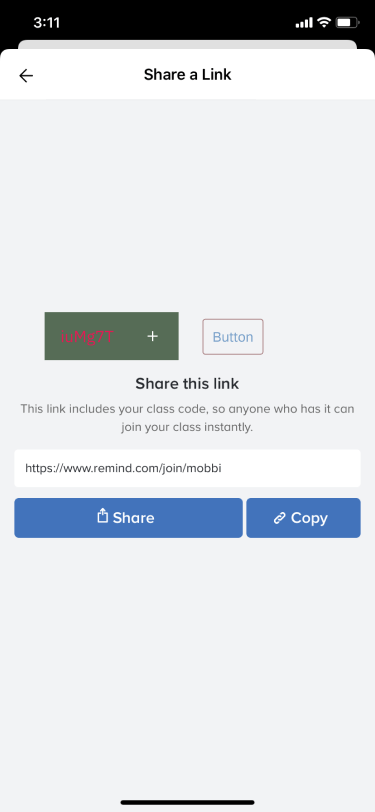 3:11
Share a Link
Button
Share this link
This link includes your class code, so anyone who has it can
join your class instantly.
https://www.remind.com/join/mobbi
Share
Copy